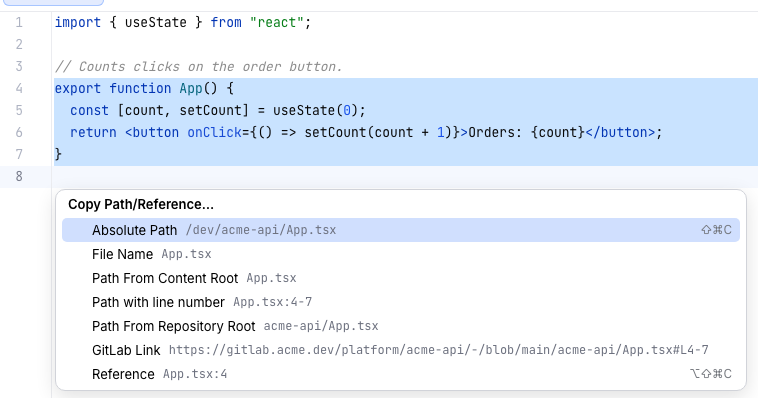 1 import { useState } from "react";
2
3 // Counts clicks on the order button.
4 export function App() {
5   const [count, setCount] = useState(0);
6   return <button onClick={() => setCount(count + 1)}>Orders: {count}</button>;
7 }
8
Copy Path/Reference...
Absolute Path /dev/acme-api/App.tsx ⇧⌘C
File Name App.tsx
Path From Content Root App.tsx
Path with line number App.tsx:4-7
Path From Repository Root acme-api/App.tsx
GitLab Link https://gitlab.acme.dev/platform/acme-api/-/blob/main/acme-api/App.tsx#L4-7
Reference App.tsx:4 ⌥⇧⌘C